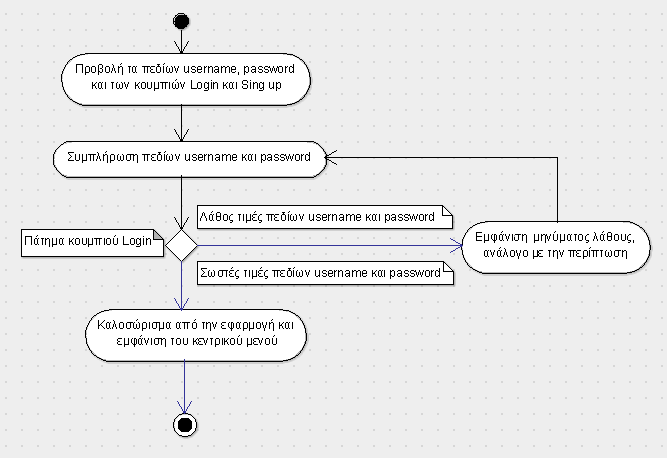 Προβολή τα πεδίων username, password
και των κουμπιών Login και Sing up
Συμπλήρωση πεδίων username και password
Λάθος τιμές πεδίων username και password
Πάτημα κουμπιού Login
Εμφάνιση μηνύματος λάθους,
ανάλογο με την περίπτωση
Σωστές τιμές πεδίων username και password
Καλοσώρισμα από την εφαρμογή και
εμφάνιση του κεντρικού μενού